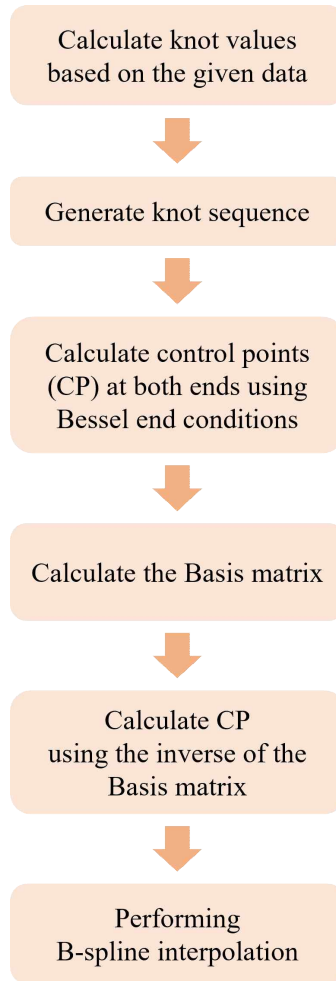 Calculate knot values
based on the given data
Generate knot sequence
Calculate control points
(CP) at both ends using
Bessel end conditions
Calculate the Basis matrix
Calculate CP
using the inverse of the
Basis matrix
Performing
B-spline interpolation